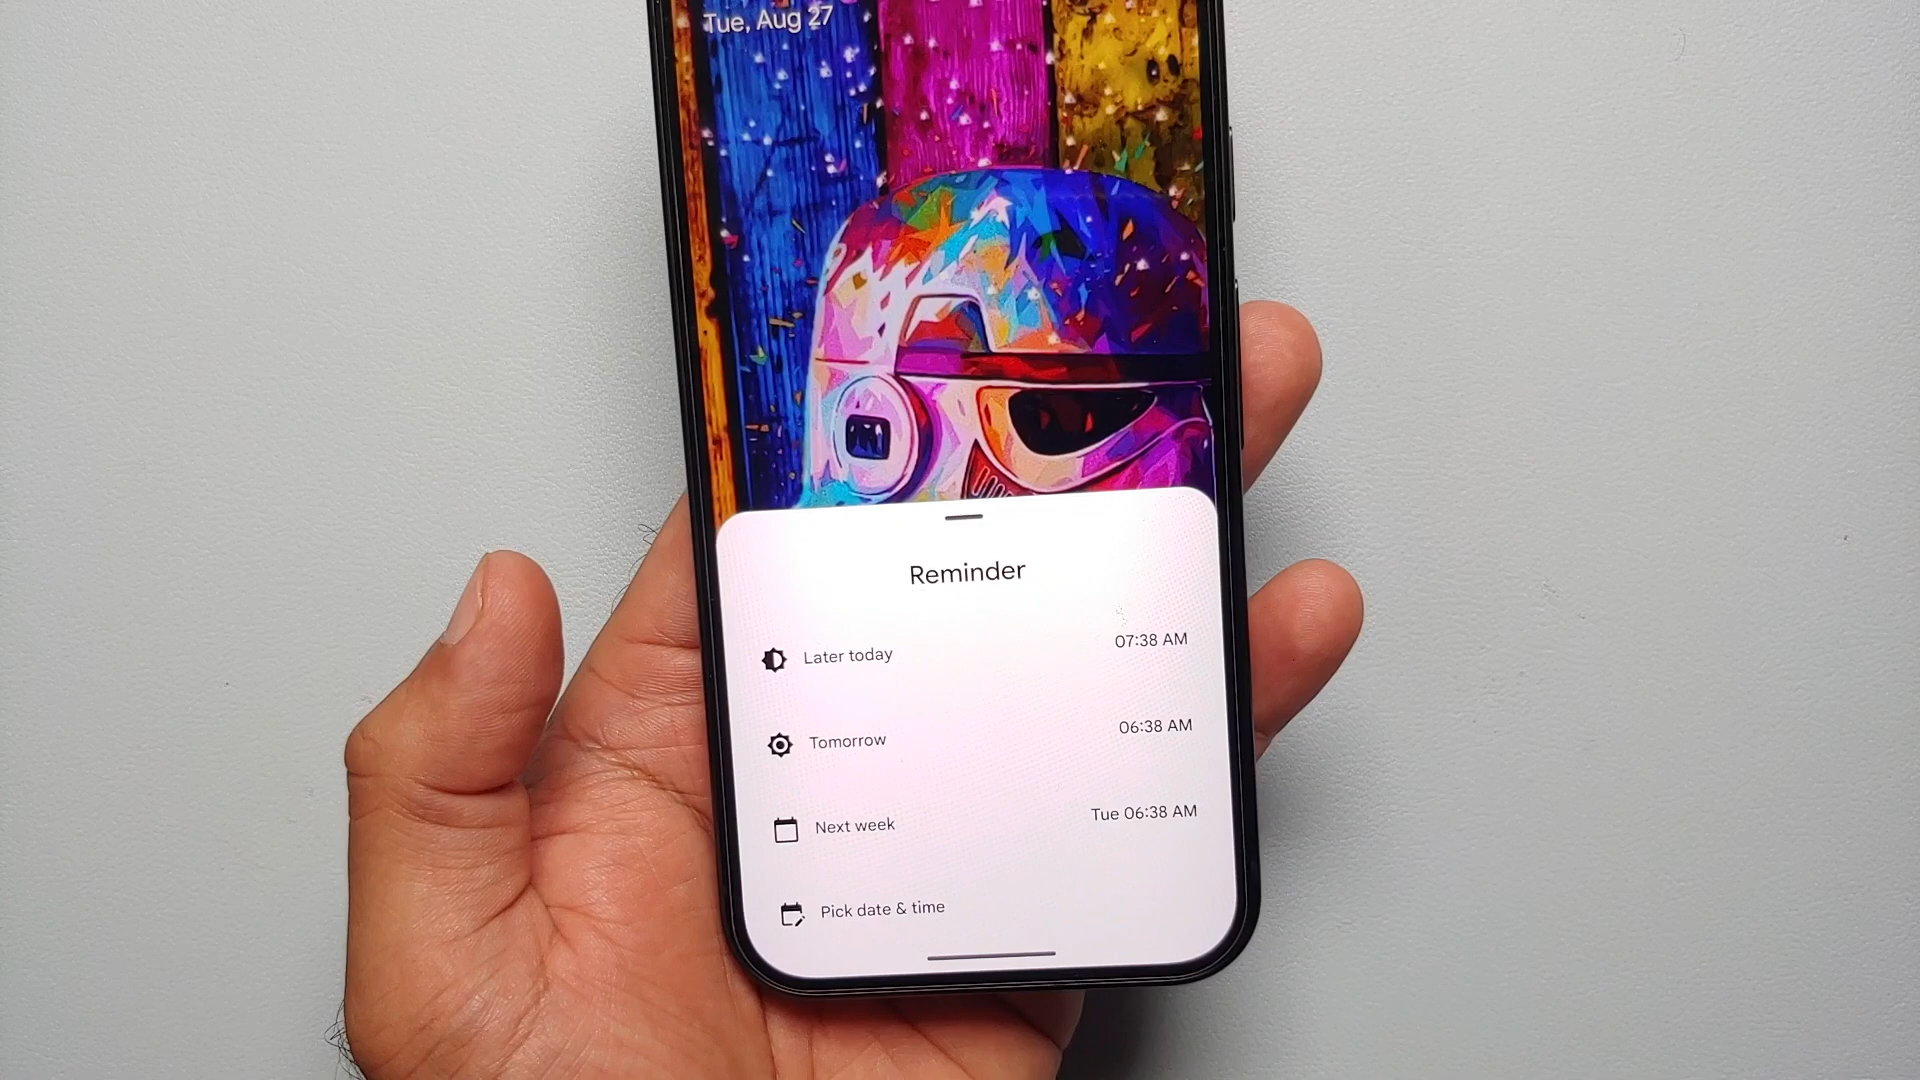 Tue, Aug 27
Reminder
Later today 07:38 AM
Tomorrow 06:38 AM
Next week Tue 06:38 AM
Pick date & time